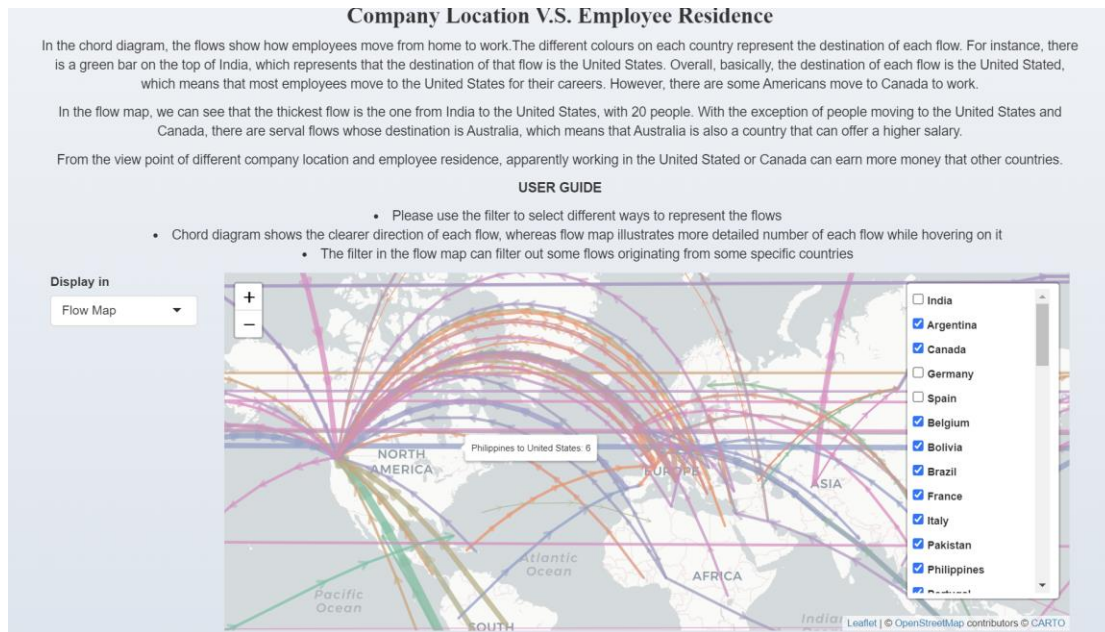 Company Location V.S. Employee Residence
In the chord diagram, the flows show how employees move from home to work.The different colours on each country represent the destination of each flow. For instance, there
is a green bar on the top of India, which represents that the destination of that flow is the United States. Overall, basically, the destination of each flow is the United Stated,
which means that most employees move to the United States for their careers. However, there are some Americans move to Canada to work.
In the flow map, we can see that the thickest flow is the one from India to the United States, with 20 people. With the exception of people moving to the United States and
Canada, there are serval flows whose destination is Australia, which means that Australia is also a country that can offer a higher salary.
From the view point of different company location and employee residence, apparently working in the United Stated or Canada can earn more money that other countries.
USER GUIDE
• Please use the filter to select different ways to represent the flows
• Chord diagram shows the clearer direction of each flow, whereas flow map illustrates more detailed number of each flow while hovering on it
• The filter in the flow map can filter out some flows originating from some specific countries
Display in
Flow Map
+
−
India
Argentina
Canada
Germany
Spain
Belgium
Bolivia
Brazil
France
Italy
Pakistan
Philippines
Portugal
Philippines to United States: 6
NORTH
AMERICA
EUROPE
ASIA
Atlantic
Ocean
AFRICA
Pacific
Ocean
SOUTH
Leaflet | © OpenStreetMap contributors © CARTO